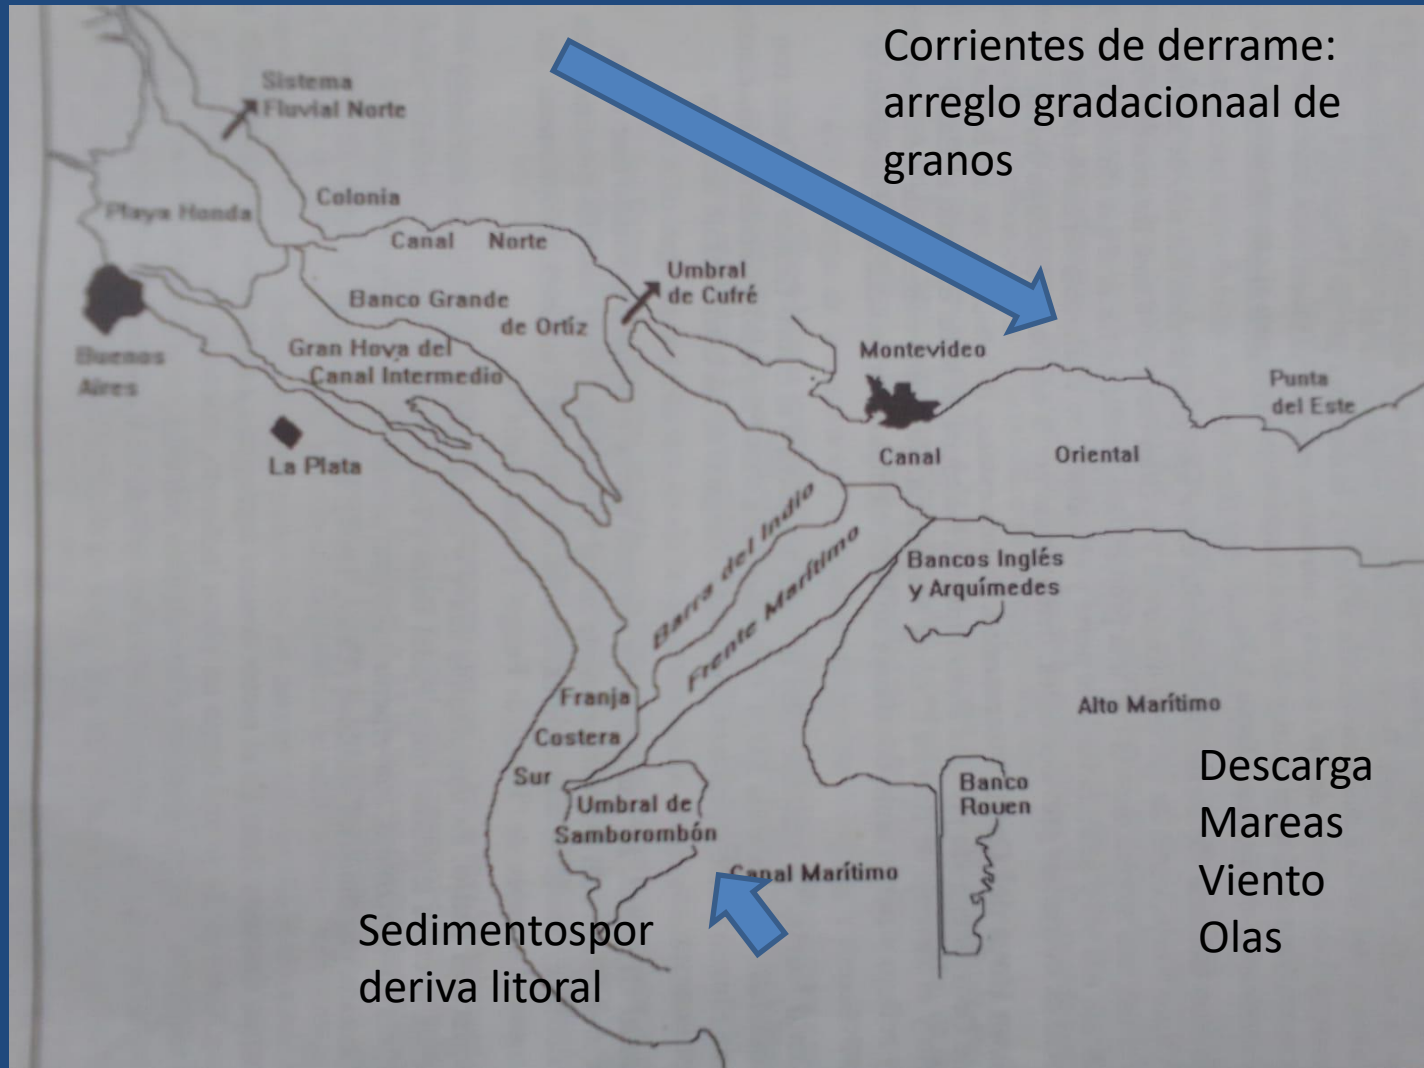 Corrientes de derrame:
arreglo gradacionaal de
granos
Sistema
Fluvial Norte
Colonia
Playa Honda
Canal Norte
Umbral
de Cufré
Banco Grande
de Ortíz
Buenos
Aires
Gran Hoya del
Canal Intermedio
Montevideo
Punta
del Este
La Plata
Canal Oriental
Barra del Indio
Frente Marítimo
Bancos Inglés
y Arquímedes
Franja
Costera
Sur
Alto Marítimo
Umbral de
Samborombón
Banco
Rouen
Canal Marítimo
Descarga
Mareas
Viento
Olas
Sedimentospor
deriva litoral